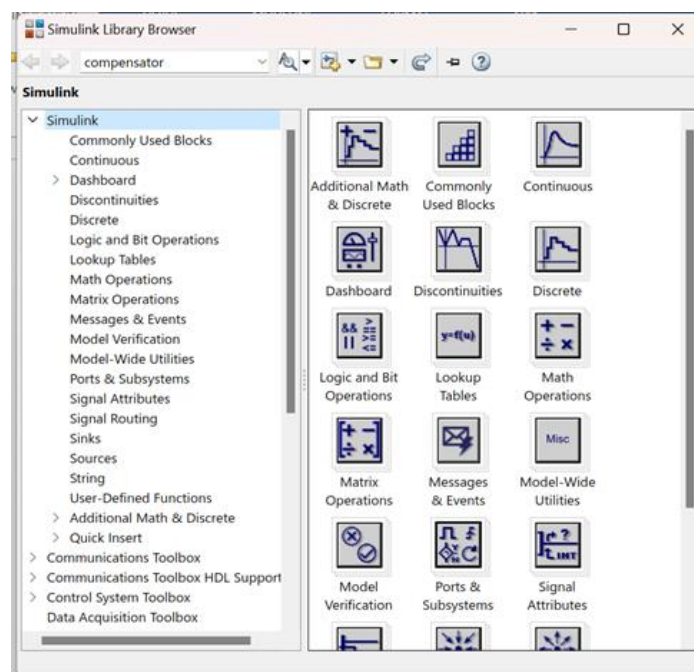 Simulink Library Browser
compensator
Simulink
Simulink
Commonly Used Blocks
Continuous
Dashboard
Discontinuities
Discrete
Logic and Bit Operations
Lookup Tables
Math Operations
Matrix Operations
Messages & Events
Model Verification
Model-Wide Utilities
Ports & Subsystems
Signal Attributes
Signal Routing
Sinks
Sources
String
User-Defined Functions
Additional Math & Discrete
Quick Insert
Communications Toolbox
Communications Toolbox HDL Support
Control System Toolbox
Data Acquisition Toolbox
Additional Math
& Discrete
Commonly
Used Blocks
Continuous
Dashboard
Discontinuities
Discrete
&& >
|| ==
<=
y=f(u)
+ −
÷ ×
Logic and Bit
Operations
Lookup
Tables
Math
Operations
+ −
÷ ×
Misc
Matrix
Operations
Messages
& Events
Model-Wide
Utilities
?
INT
Model
Verification
Ports &
Subsystems
Signal
Attributes